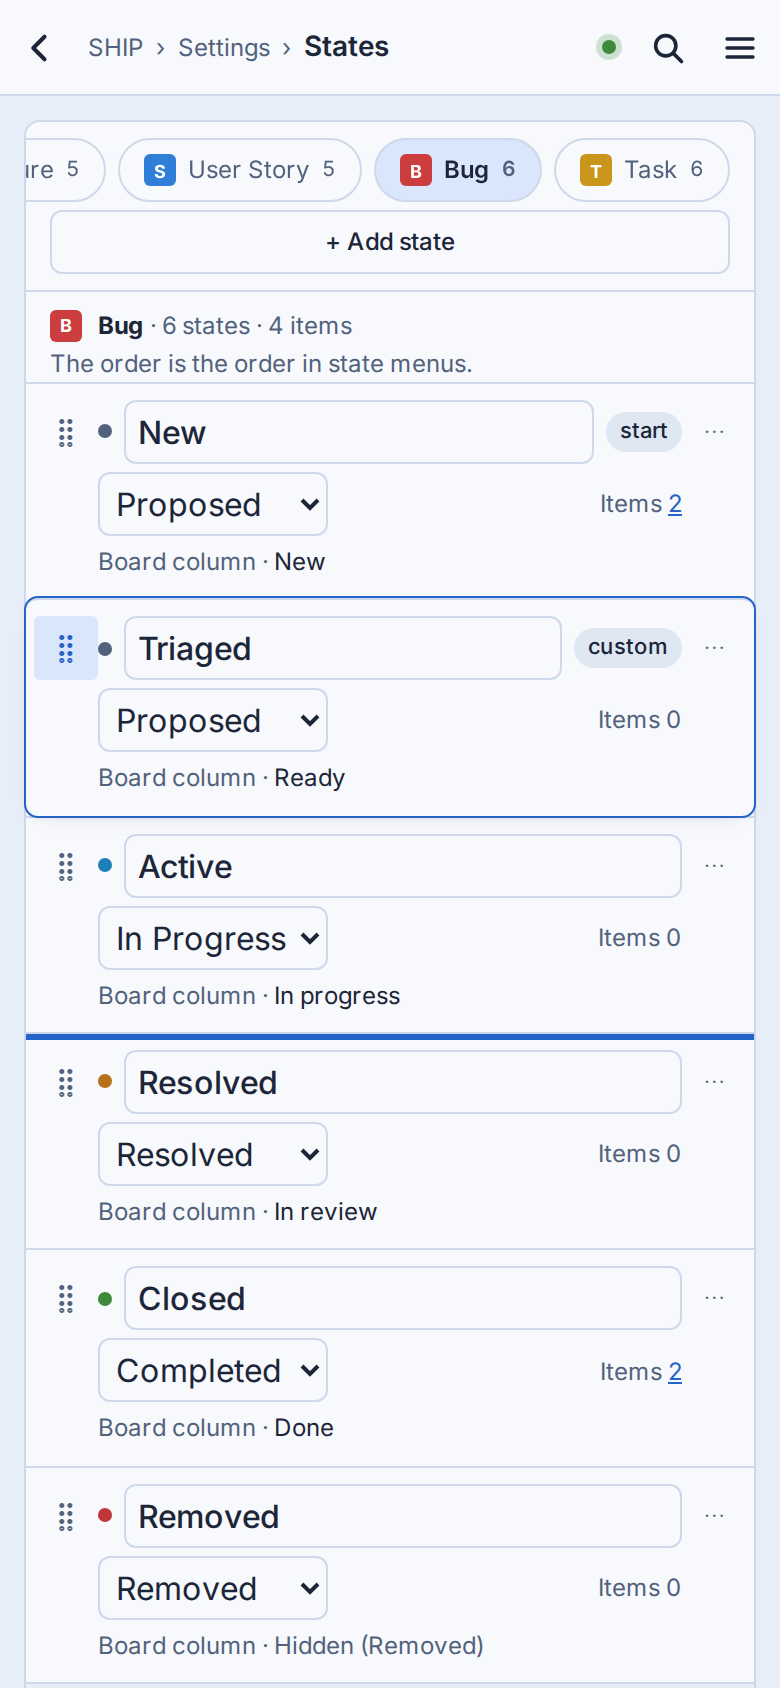 SHIP › Settings › States
ure 5 S User Story 5 B Bug 6 T Task 6
+ Add state
B Bug · 6 states · 4 items
The order is the order in state menus.
New start ...
Proposed Items 2
Board column · New
Triaged custom ...
Proposed Items 0
Board column · Ready
Active ...
In Progress Items 0
Board column · In progress
Resolved ...
Resolved Items 0
Board column · In review
Closed ...
Completed Items 2
Board column · Done
Removed ...
Removed Items 0
Board column · Hidden (Removed)